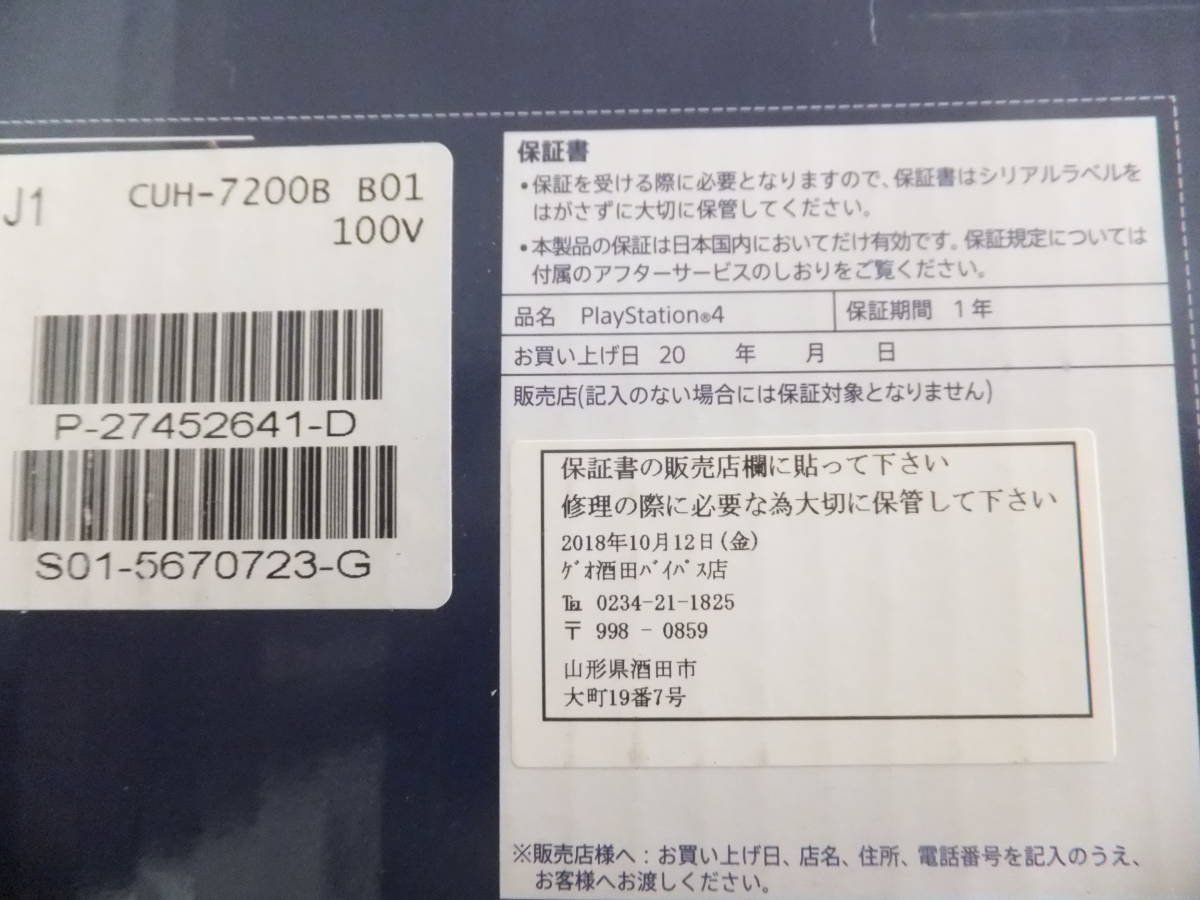 J1 CUH-7200B B01
100V
P-27452641-D
S01-5670723-G
保証書
•保証を受ける際に必要となりますので、保証書はシリアルラベルを
はがさずに大切に保管してください。
•本製品の保証は日本国内においてだけ有効です。保証規定については
付属のアフターサービスのしおりをご覧ください。
品名 PlayStation®4 保証期間 1年
お買い上げ日 20 年 月 日
販売店(記入のない場合には保証対象となりません)
保証書の販売店欄に貼って下さい
修理の際に必要な為大切に保管して下さい
2018年10月12日(金)
ｹﾞｵ酒田ﾊﾞｲﾊﾟｽ店
℡ 0234-21-1825
〒 998 - 0859
山形県酒田市
大町19番7号
※販売店様へ：お買い上げ日、店名、住所、電話番号を記入のうえ、
お客様へお渡しください。